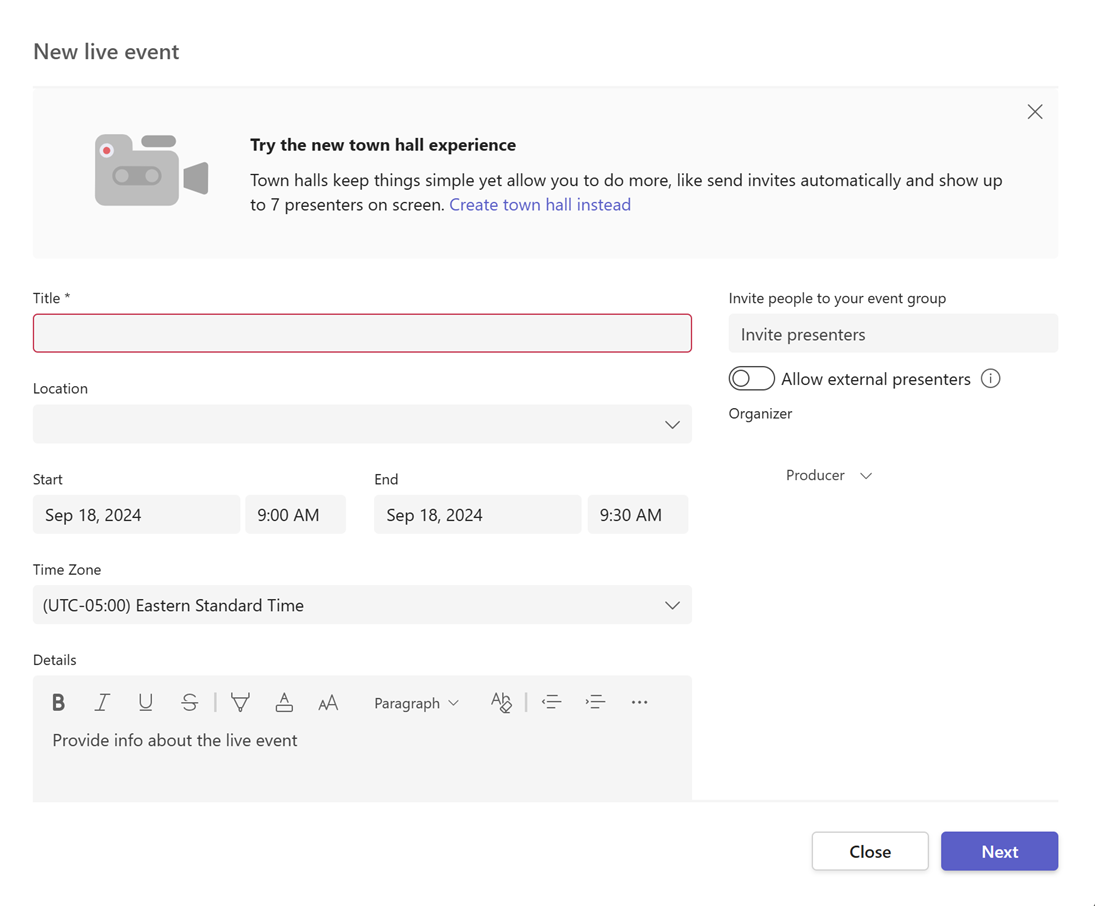 New live event
Try the new town hall experience
Town halls keep things simple yet allow you to do more, like send invites automatically and show up
to 7 presenters on screen. Create town hall instead
Title *
Invite people to your event group
Invite presenters
Allow external presenters
Location
Organizer
Producer
Start
End
Sep 18, 2024 9:00 AM Sep 18, 2024 9:30 AM
Time Zone
(UTC-05:00) Eastern Standard Time
Details
B I U S A AA Paragraph Ab
Provide info about the live event
Close Next